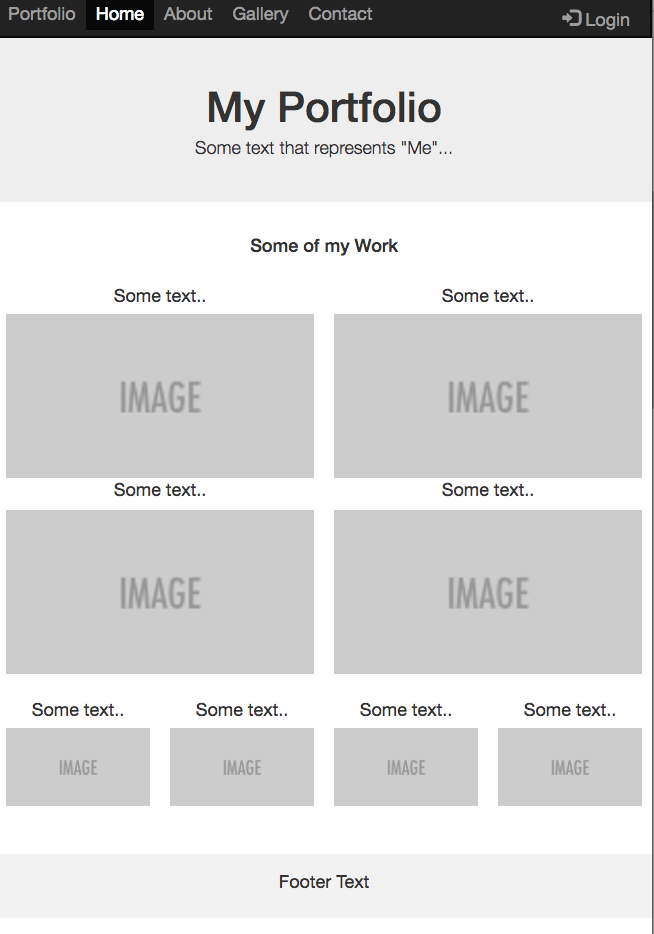 Portfolio Home About Gallery Contact Login
My Portfolio
Some text that represents "Me"...
Some of my Work
Some text.. Some text..
IMAGE IMAGE
Some text.. Some text..
IMAGE IMAGE
Some text.. Some text.. Some text.. Some text..
IMAGE IMAGE IMAGE IMAGE
Footer Text